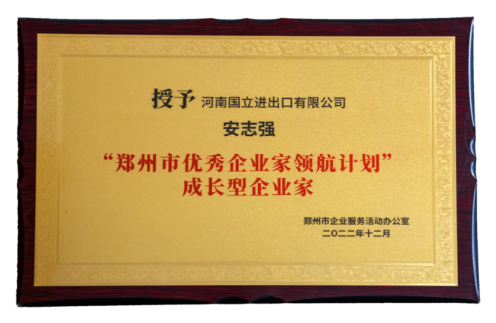 授予 河南国立进出口有限公司
安志强
“郑州市优秀企业家领航计划”
成长型企业家
郑州市企业服务活动办公室
二〇二二年十二月